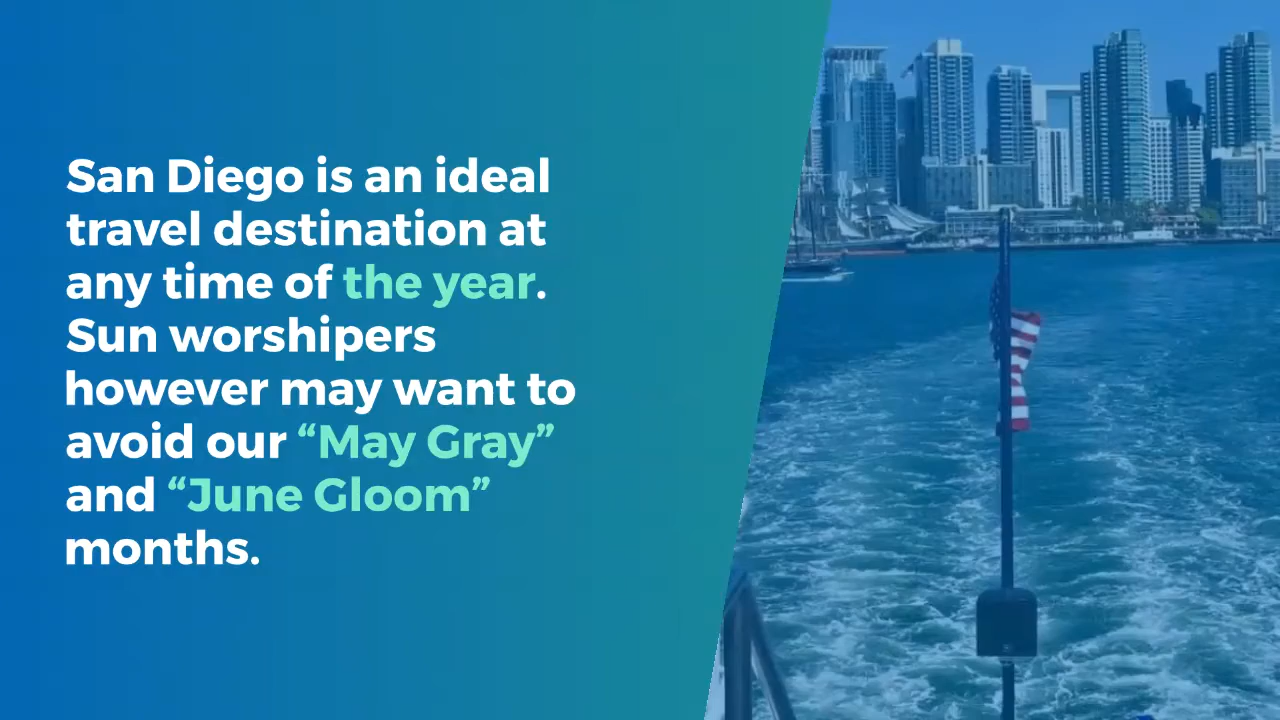 San Diego is an ideal
travel destination at
any time of the year.
Sun worshipers
however may want to
avoid our “May Gray”
and “June Gloom”
months.